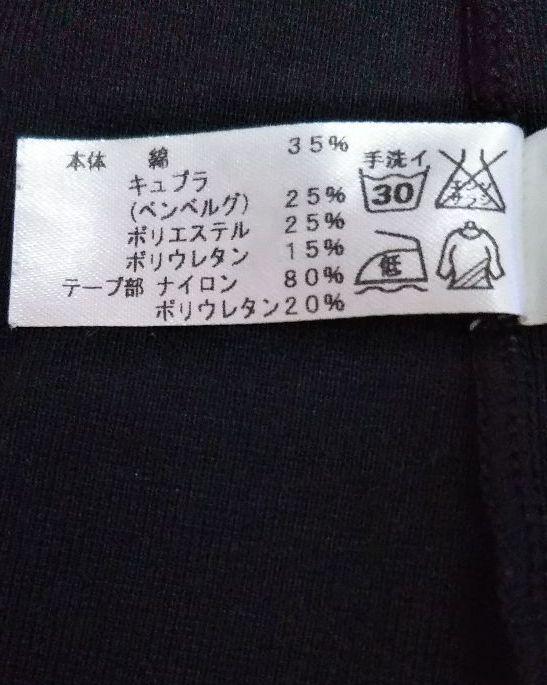 本体 綿 35%
キュプラ
(ベンベルグ) 25%
ポリエステル 25%
ポリウレタン 15%
テープ部 ナイロン 80%
ポリウレタン20%
手洗イ
30
低